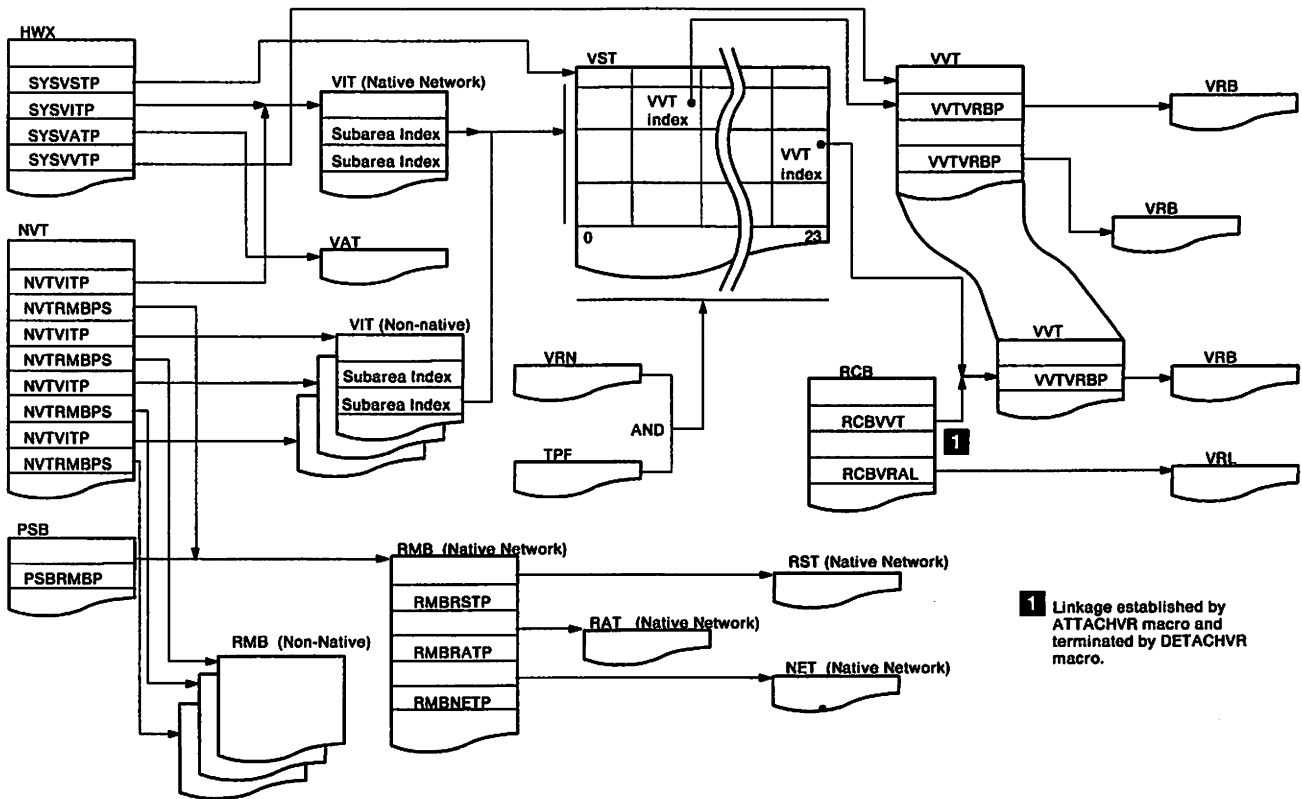 HWX
SYSVSTP
SYSVITP
SYSVATP
SYSVVTP
VIT (Native Network)
Subarea Index
Subarea Index
VAT
VST
VVT
index
VVT
index
0
23
VVT
VVTVRBP
VVTVRBP
VRB
VRB
NVT
NVTVITP
NVTRMBPS
NVTVITP
NVTRMBPS
NVTVITP
NVTRMBPS
NVTVITP
NVTRMBPS
VIT (Non-native)
Subarea Index
Subarea Index
VRN
AND
TPF
RCB
RCBVVT
RCBVRAL
1
VVT
VVTVRBP
VRB
VRL
PSB
PSBRMBP
RMB (Native Network)
RMBRSTP
RMBRATP
RMBNETP
RMB (Non-Native)
RST (Native Network)
RAT (Native Network)
NET (Native Network)
1 Linkage established by
ATTACHVR macro and
terminated by DETACHVR
macro.